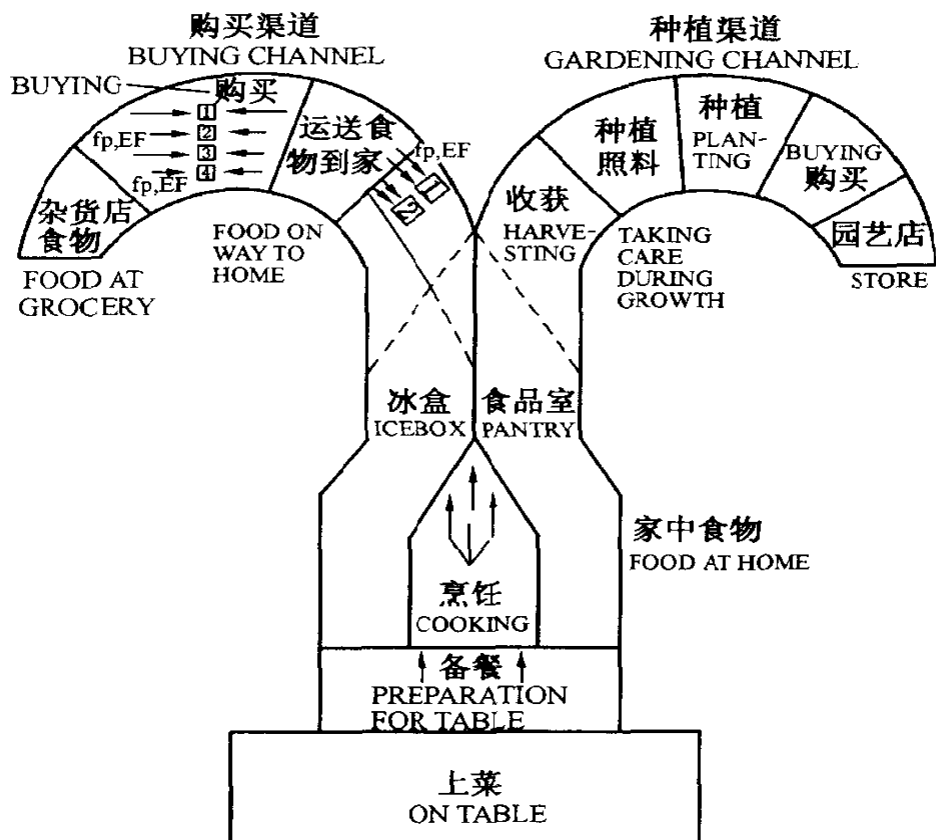 购买渠道
BUYING CHANNEL
BUYING
购买
1
fp,EF
2
3
fp,EF
4
杂货店
食物
FOOD AT
GROCERY
运送食
物到家
fp,EF
1
2
FOOD ON
WAY TO
HOME
种植渠道
GARDENING CHANNEL
收获
HARVE-
STING
种植
照料
TAKING
CARE
DURING
GROWTH
种植
PLAN-
TING
BUYING
购买
园艺店
STORE
冰盒
ICEBOX
食品室
PANTRY
家中食物
FOOD AT HOME
烹饪
COOKING
备餐
PREPARATION
FOR TABLE
上菜
ON TABLE